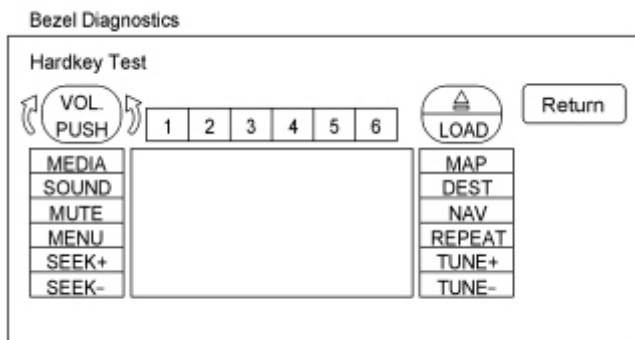 Bezel Diagnostics
Hardkey Test
VOL.
PUSH
1 2 3 4 5 6
LOAD
Return
MEDIA
SOUND
MUTE
MENU
SEEK+
SEEK-
MAP
DEST
NAV
REPEAT
TUNE+
TUNE-